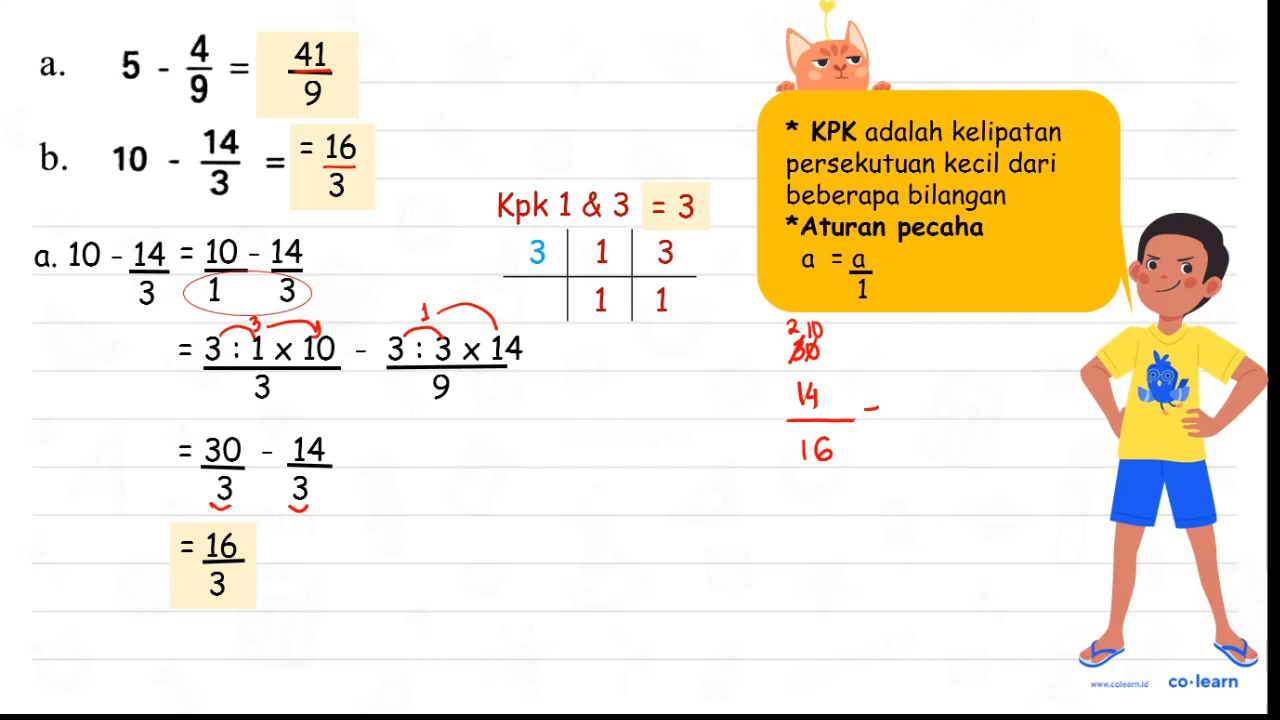 a. 5 - 4/9 = 41/9
b. 10 - 14/3 = = 16/3
Kpk 1 & 3 = 3
3 1 3
1 1
a. 10 - 14/3 = 10/1 - 14/3
3 1
= 3 : 1 x 10/3 - 3 : 3 x 14/9
= 30/3 - 14/3
= 16/3
* KPK adalah kelipatan
persekutuan kecil dari
beberapa bilangan
*Aturan pecaha
a = a/1
2 10
30
14 -
16
www.colearn.id co·learn